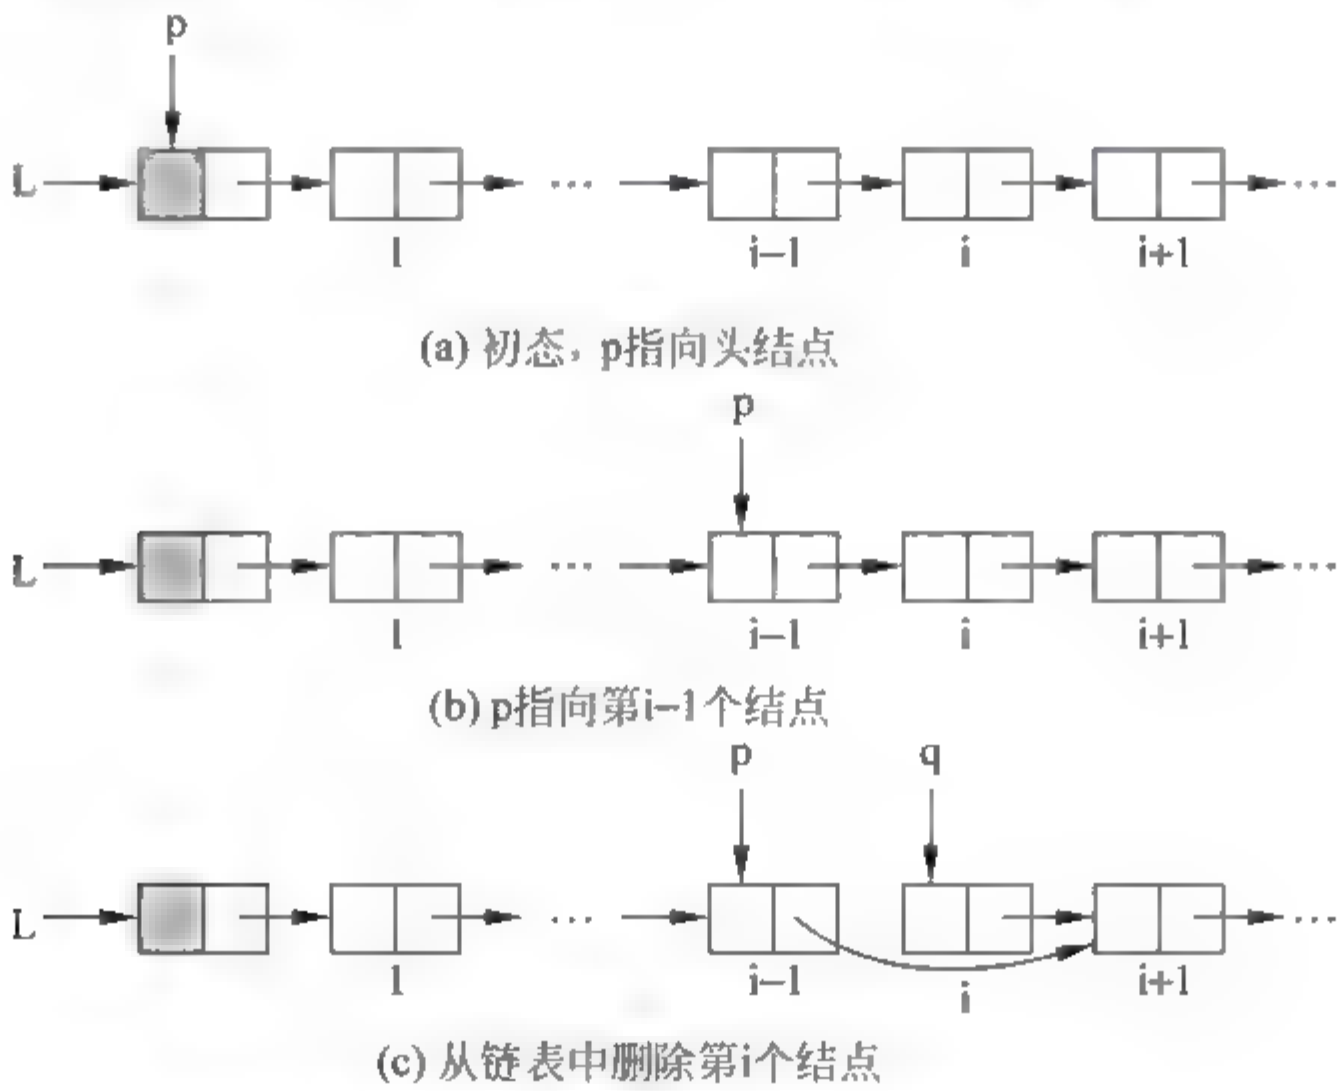 p
L ...
1 i-1 i i+1
(a) 初态，p指向头结点
p
L ...
1 i-1 i i+1
(b) p指向第i-1个结点
p q
L ...
1 i-1 i i+1
(c) 从链表中删除第i个结点